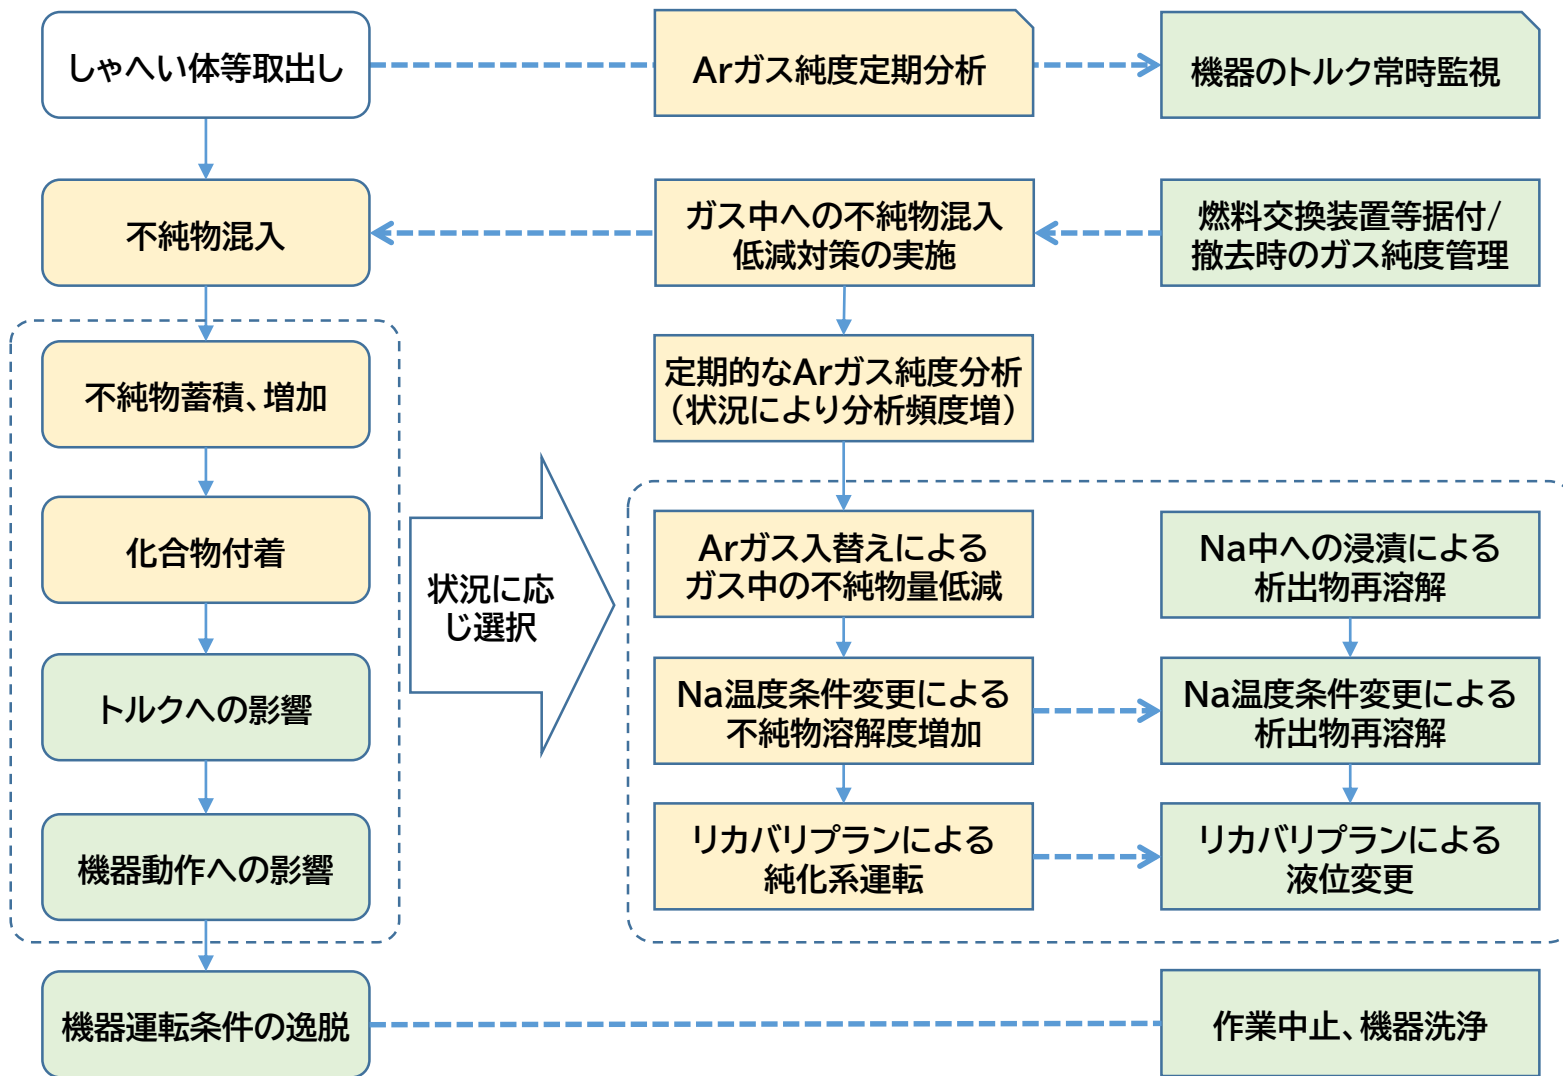 しゃへい体等取出し
Arガス純度定期分析
機器のトルク常時監視
不純物混入
ガス中への不純物混入
低減対策の実施
燃料交換装置等据付/
撤去時のガス純度管理
不純物蓄積、増加
定期的なArガス純度分析
（状況により分析頻度増）
化合物付着
状況に応
じ選択
Arガス入替えによる
ガス中の不純物量低減
Na中への浸漬による
析出物再溶解
トルクへの影響
Na温度条件変更による
不純物溶解度増加
Na温度条件変更による
析出物再溶解
機器動作への影響
リカバリプランによる
純化系運転
リカバリプランによる
液位変更
機器運転条件の逸脱
作業中止、機器洗浄